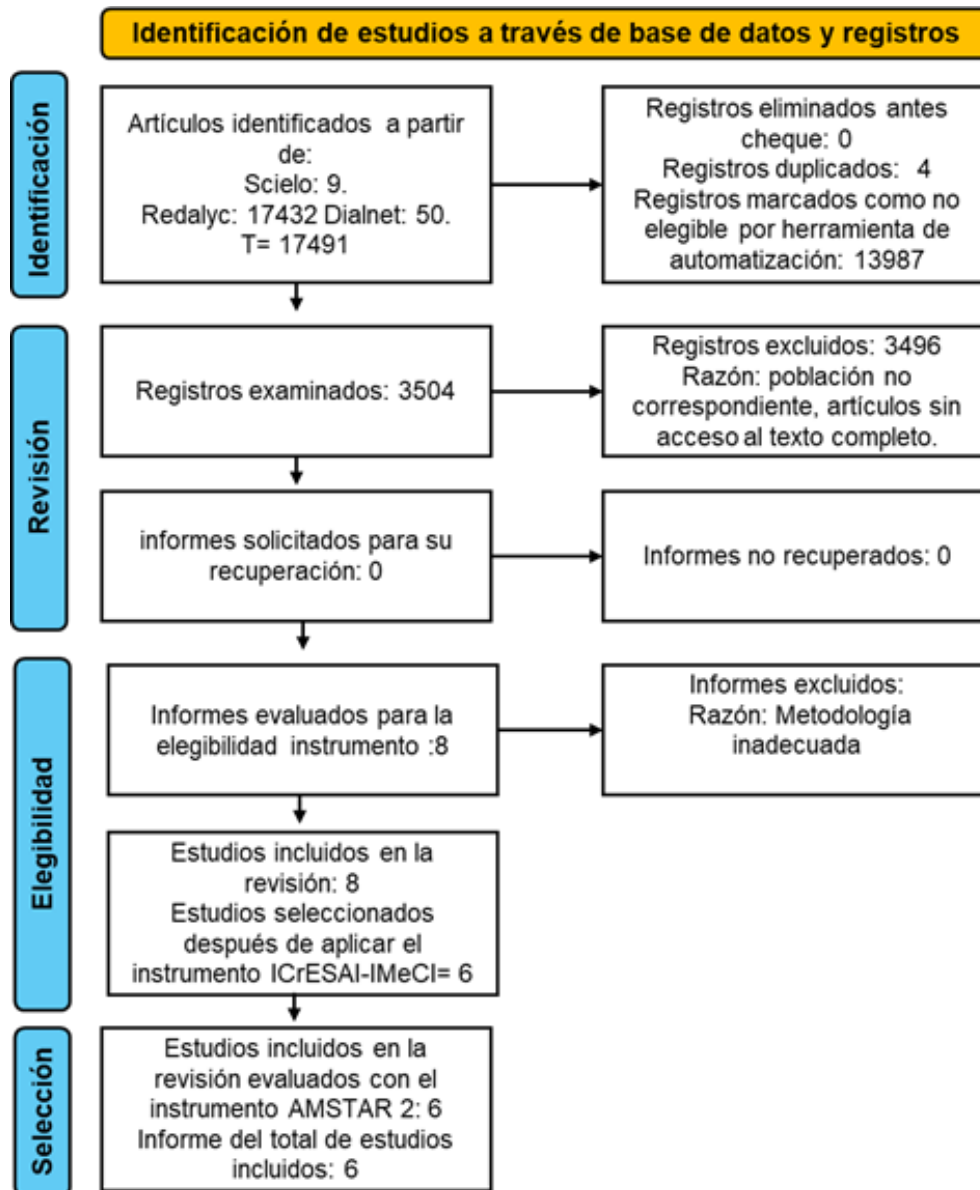 Identificación de estudios a través de base de datos y registros
Identificación
Artículos identificados a partir
de:
Scielo: 9.
Redalyc: 17432 Dialnet: 50.
T= 17491
Registros eliminados antes
cheque: 0
Registros duplicados: 4
Registros marcados como no
elegible por herramienta de
automatización: 13987
Revisión
Registros examinados: 3504
Registros excluidos: 3496
Razón: población no
correspondiente, artículos sin
acceso al texto completo.
informes solicitados para su
recuperación: 0
Informes no recuperados: 0
Elegibilidad
Informes evaluados para la
elegibilidad instrumento :8
Informes excluidos:
Razón: Metodología
inadecuada
Estudios incluidos en la
revisión: 8
Estudios seleccionados
después de aplicar el
instrumento ICrESAI-IMeCI= 6
Selección
Estudios incluidos en la
revisión evaluados con el
instrumento AMSTAR 2: 6
Informe del total de estudios
incluidos: 6